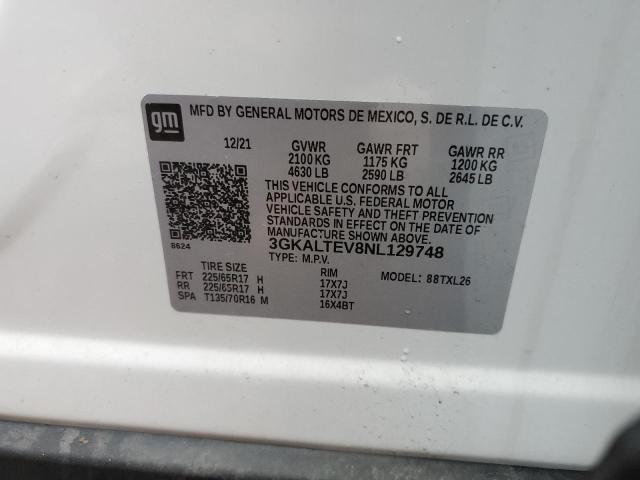 gm
MFD BY GENERAL MOTORS DE MEXICO, S. DE R.L. DE C.V.
12/21 GVWR GAWR FRT GAWR RR
2100 KG 1175 KG 1200 KG
4630 LB 2590 LB 2645 LB
THIS VEHICLE CONFORMS TO ALL
APPLICABLE U.S. FEDERAL MOTOR
VEHICLE SAFETY AND THEFT PREVENTION
STANDARDS IN EFFECT ON THE DATE OF
MANUFACTURE SHOWN ABOVE.
8624 3GKALTEV8NL129748
TYPE: M.P.V.
TIRE SIZE RIM MODEL: 88TXL26
FRT 225/65R17 H 17X7J
RR 225/65R17 H 17X7J
SPA T135/70R16 M 16X4BT